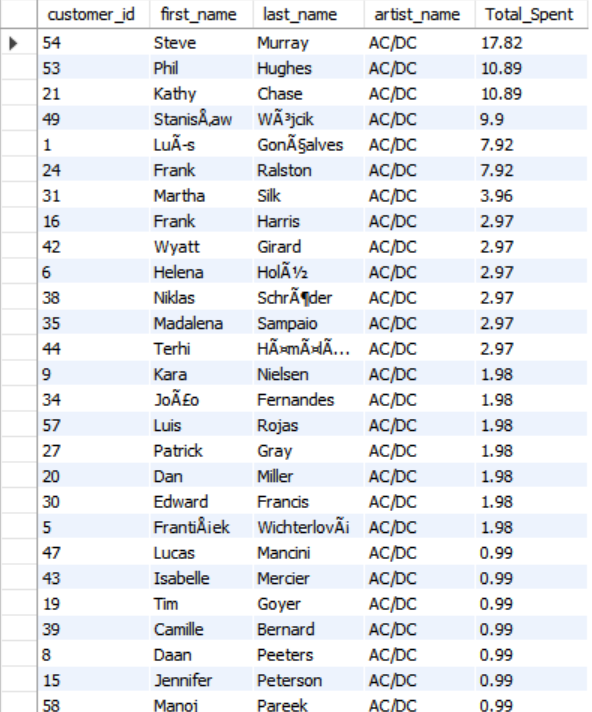 customer_id first_name last_name artist_name Total_Spent
54 Steve Murray AC/DC 17.82
53 Phil Hughes AC/DC 10.89
21 Kathy Chase AC/DC 10.89
49 StanisÅ‚aw WÃ³jcik AC/DC 9.9
1 LuÃ-s GonÃ§alves AC/DC 7.92
24 Frank Ralston AC/DC 7.92
31 Martha Silk AC/DC 3.96
16 Frank Harris AC/DC 2.97
42 Wyatt Girard AC/DC 2.97
6 Helena HolÃ½ AC/DC 2.97
38 Niklas SchrÃ¶der AC/DC 2.97
35 Madalena Sampaio AC/DC 2.97
44 Terhi HÃ¤mÃ¤lÃ... AC/DC 2.97
9 Kara Nielsen AC/DC 1.98
34 JoÃ£o Fernandes AC/DC 1.98
57 Luis Rojas AC/DC 1.98
27 Patrick Gray AC/DC 1.98
20 Dan Miller AC/DC 1.98
30 Edward Francis AC/DC 1.98
5 FrantiÅ¡ek WichterlovÃ¡ AC/DC 1.98
47 Lucas Mancini AC/DC 0.99
43 Isabelle Mercier AC/DC 0.99
19 Tim Goyer AC/DC 0.99
39 Camille Bernard AC/DC 0.99
8 Daan Peeters AC/DC 0.99
15 Jennifer Peterson AC/DC 0.99
58 Manoj Pareek AC/DC 0.99